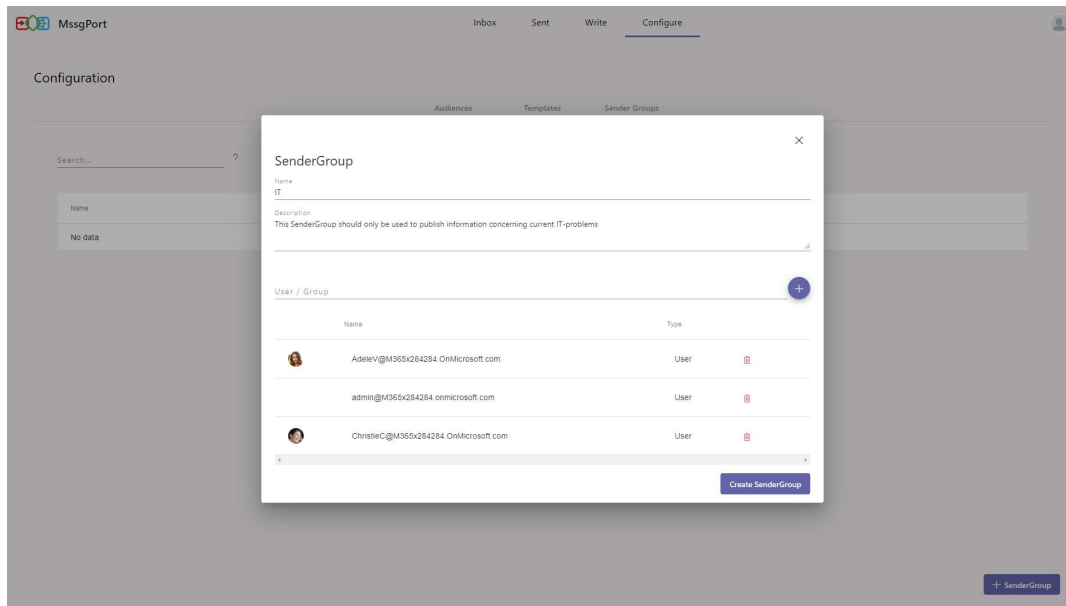 MssgPort
Inbox Sent Write Configure
Configuration
Audiences Templates Sender Groups
Search... ?
Name
No data
SenderGroup
Name
IT
Description
This SenderGroup should only be used to publish information concerning current IT-problems
User / Group
+
Name Type
AdeleV@M365x284284.OnMicrosoft.com User
admin@M365x284284.onmicrosoft.com User
ChristieC@M365x284284.OnMicrosoft.com User
Create SenderGroup
+ SenderGroup